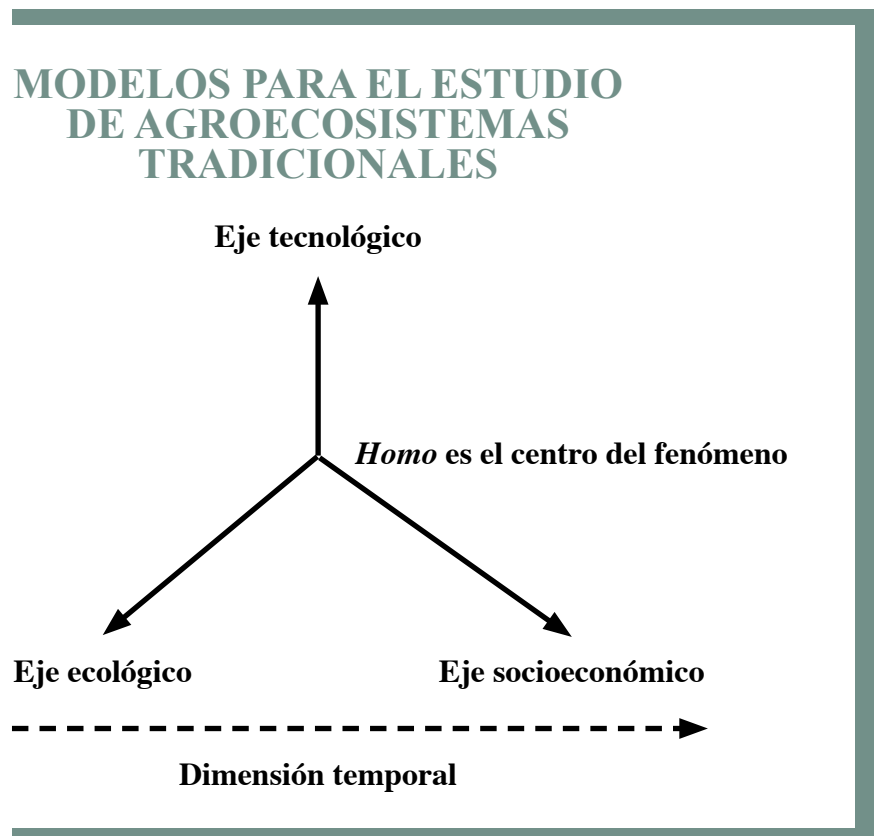 MODELOS PARA EL ESTUDIO
DE AGROECOSISTEMAS
TRADICIONALES
Eje tecnológico
Homo es el centro del fenómeno
Eje ecológico
Eje socioeconómico
Dimensión temporal